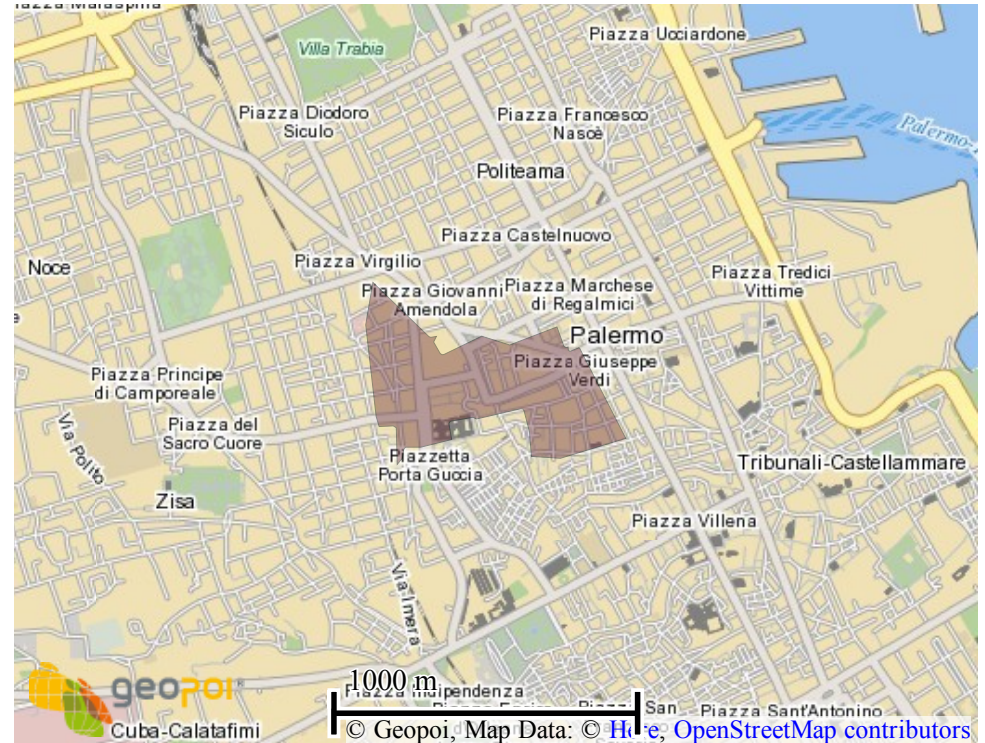 Villa Trabia
Piazza Ucciardone
Piazza Diodoro
Siculo
Piazza Francesco
Nascè
Palermo-
Politeama
Piazza Castelnuovo
Noce
Piazza Virgilio
Piazza Tredici
Vittime
Piazza Giovanni
Amendola
Piazza Marchese
di Regalmici
Palermo
Piazza Giuseppe
Verdi
Piazza Principe
di Camporeale
Piazza del
Sacro Cuore
Via Polito
Piazzetta
Porta Guccia
Tribunali-Castellammare
Zisa
Piazza Villena
Via Imera
geopoi
1000 m
Piazza Indipendenza
San
Piazza Sant'Antonino
Cuba-Calatafimi
© Geopoi, Map Data: © Here, OpenStreetMap contributors